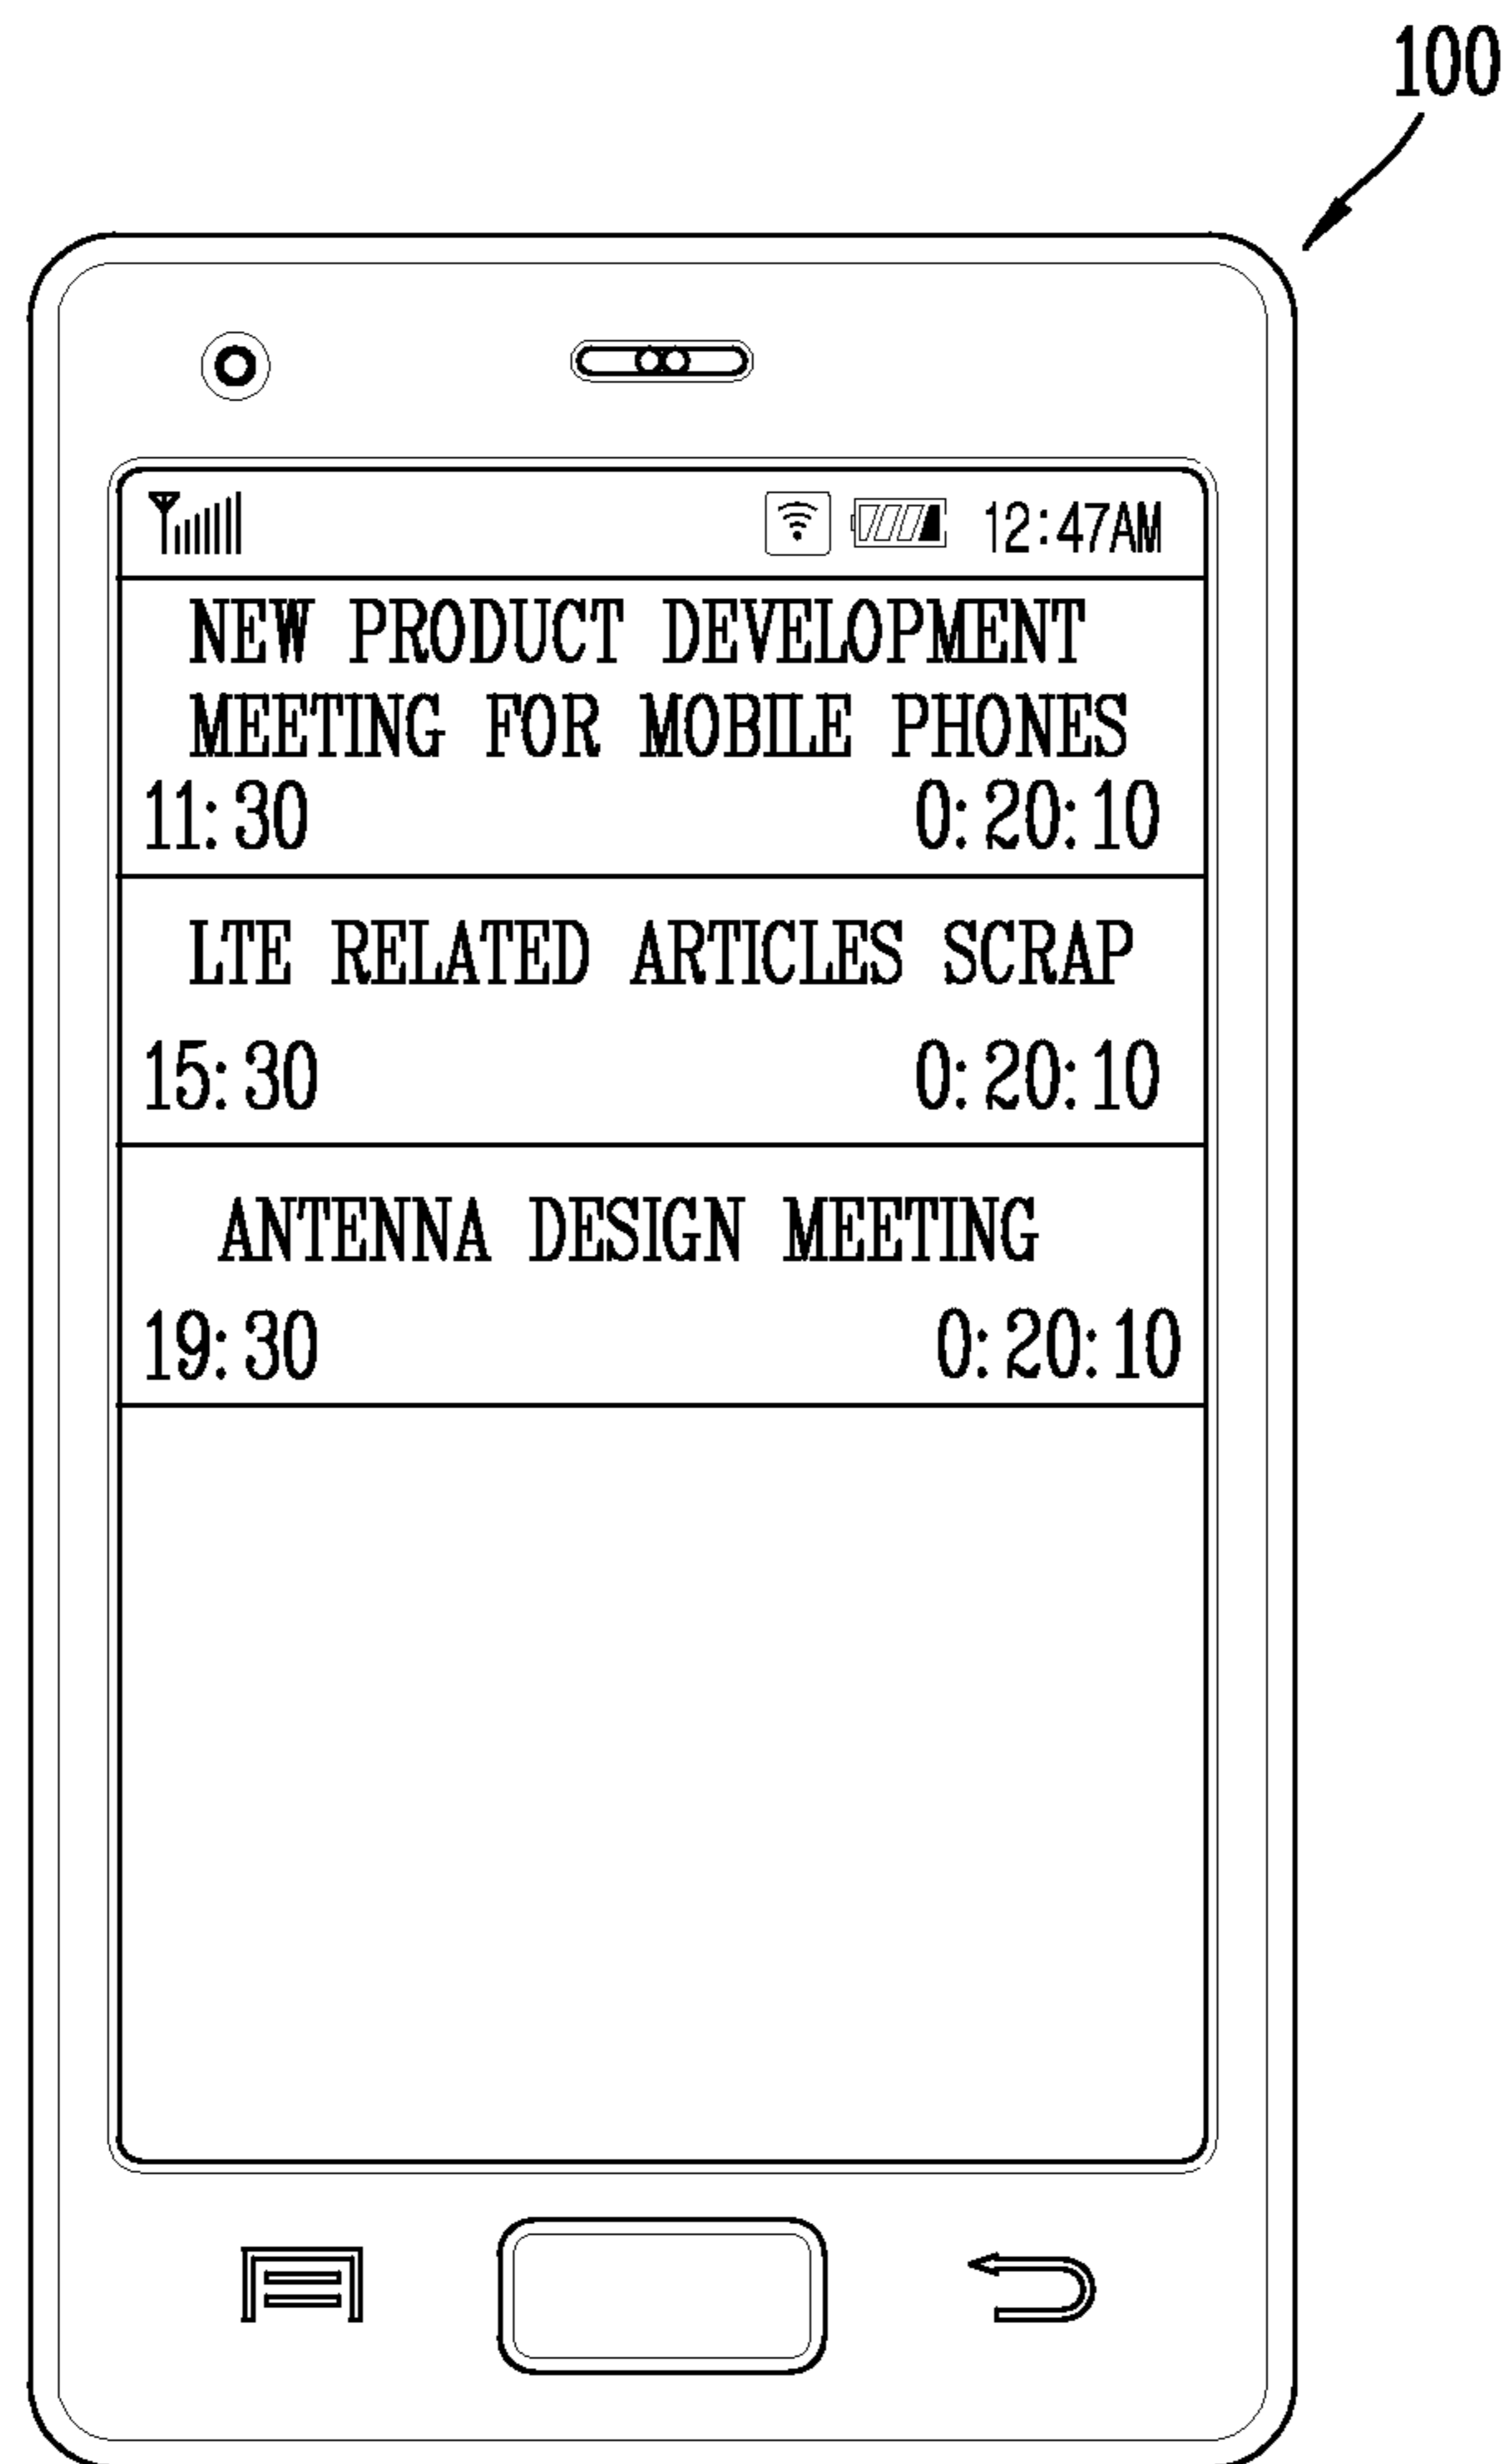 100
12:47AM
NEW PRODUCT DEVELOPMENT
MEETING FOR MOBILE PHONES
11:30 0:20:10
LTE RELATED ARTICLES SCRAP
15:30 0:20:10
ANTENNA DESIGN MEETING
19:30 0:20:10